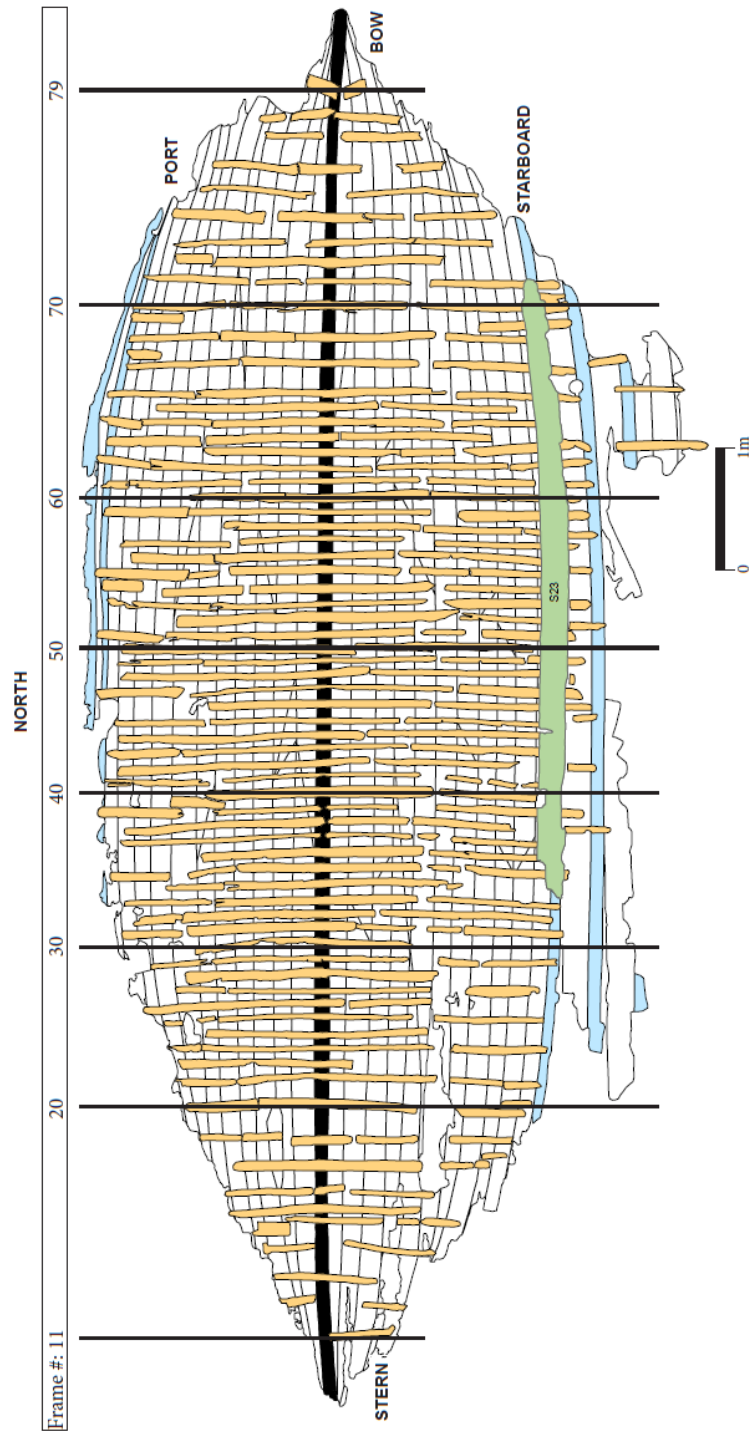 Frame #: 11
20
30
40
50
60
70
79
NORTH
PORT
BOW
STARBOARD
STERN
S23
0
1m